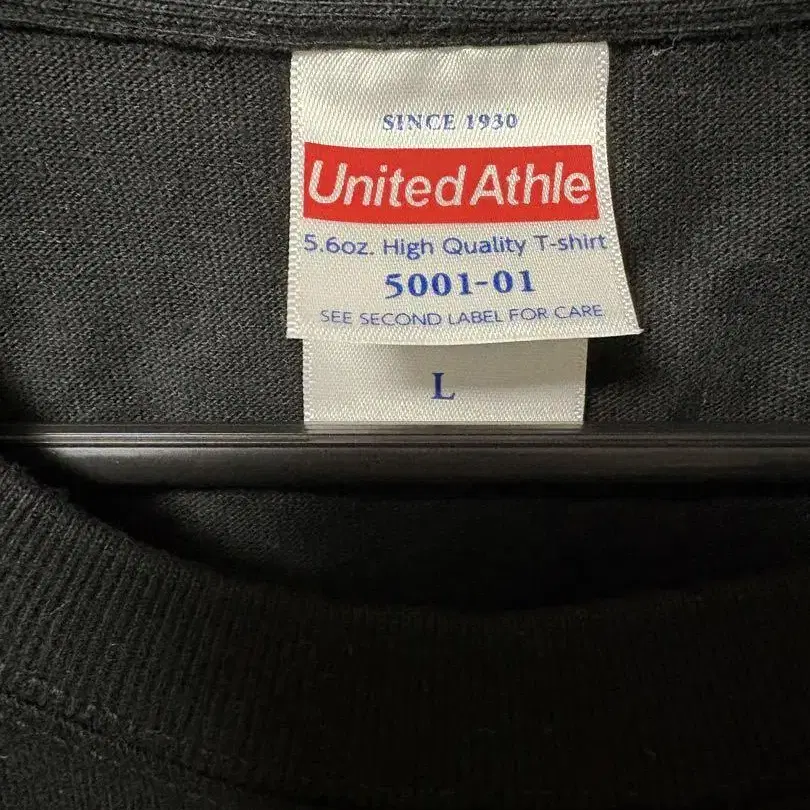 SINCE 1930
United Athle
5.6oz. High Quality T-shirt
5001-01
SEE SECOND LABEL FOR CARE
L